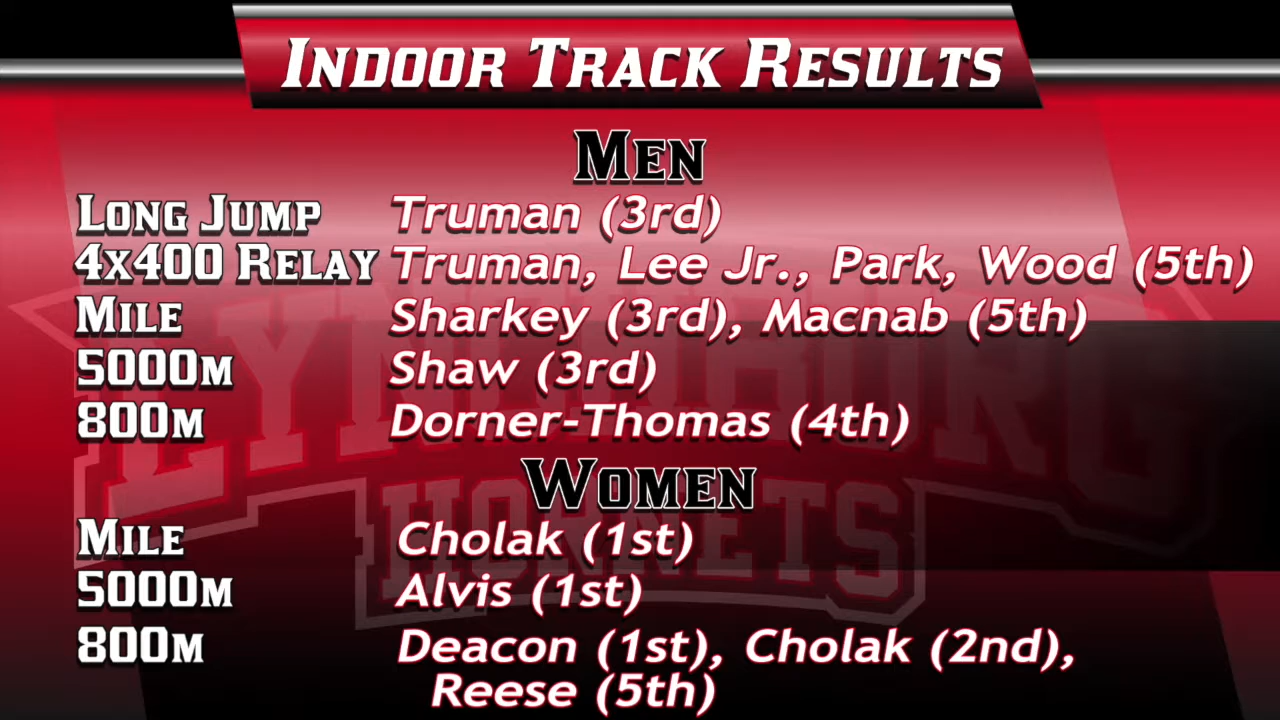 INDOOR TRACK RESULTS
MEN
LONG JUMP Truman (3rd)
4X400 RELAY Truman, Lee Jr., Park, Wood (5th)
MILE Sharkey (3rd), Macnab (5th)
5000M Shaw (3rd)
800M Dorner-Thomas (4th)
WOMEN
MILE Cholak (1st)
5000M Alvis (1st)
800M Deacon (1st), Cholak (2nd),
Reese (5th)
LYNCHBURG
HORNETS